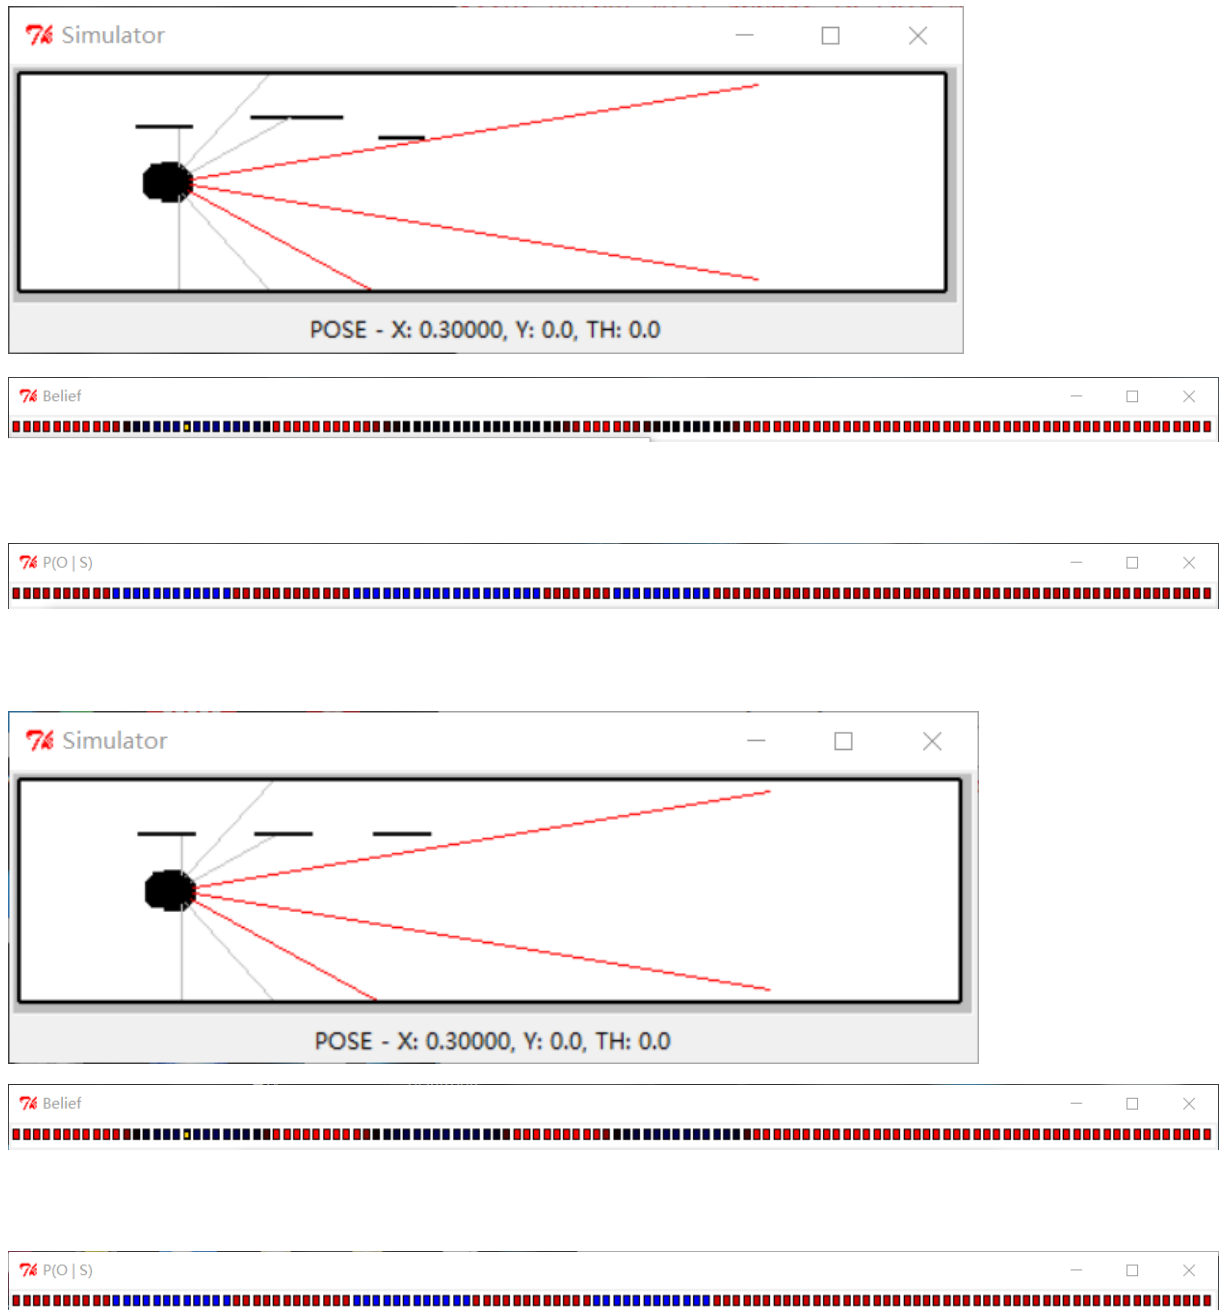 Simulator
POSE - X: 0.30000, Y: 0.0, TH: 0.0
Belief
P(O | S)
Simulator
POSE - X: 0.30000, Y: 0.0, TH: 0.0
Belief
P(O | S)